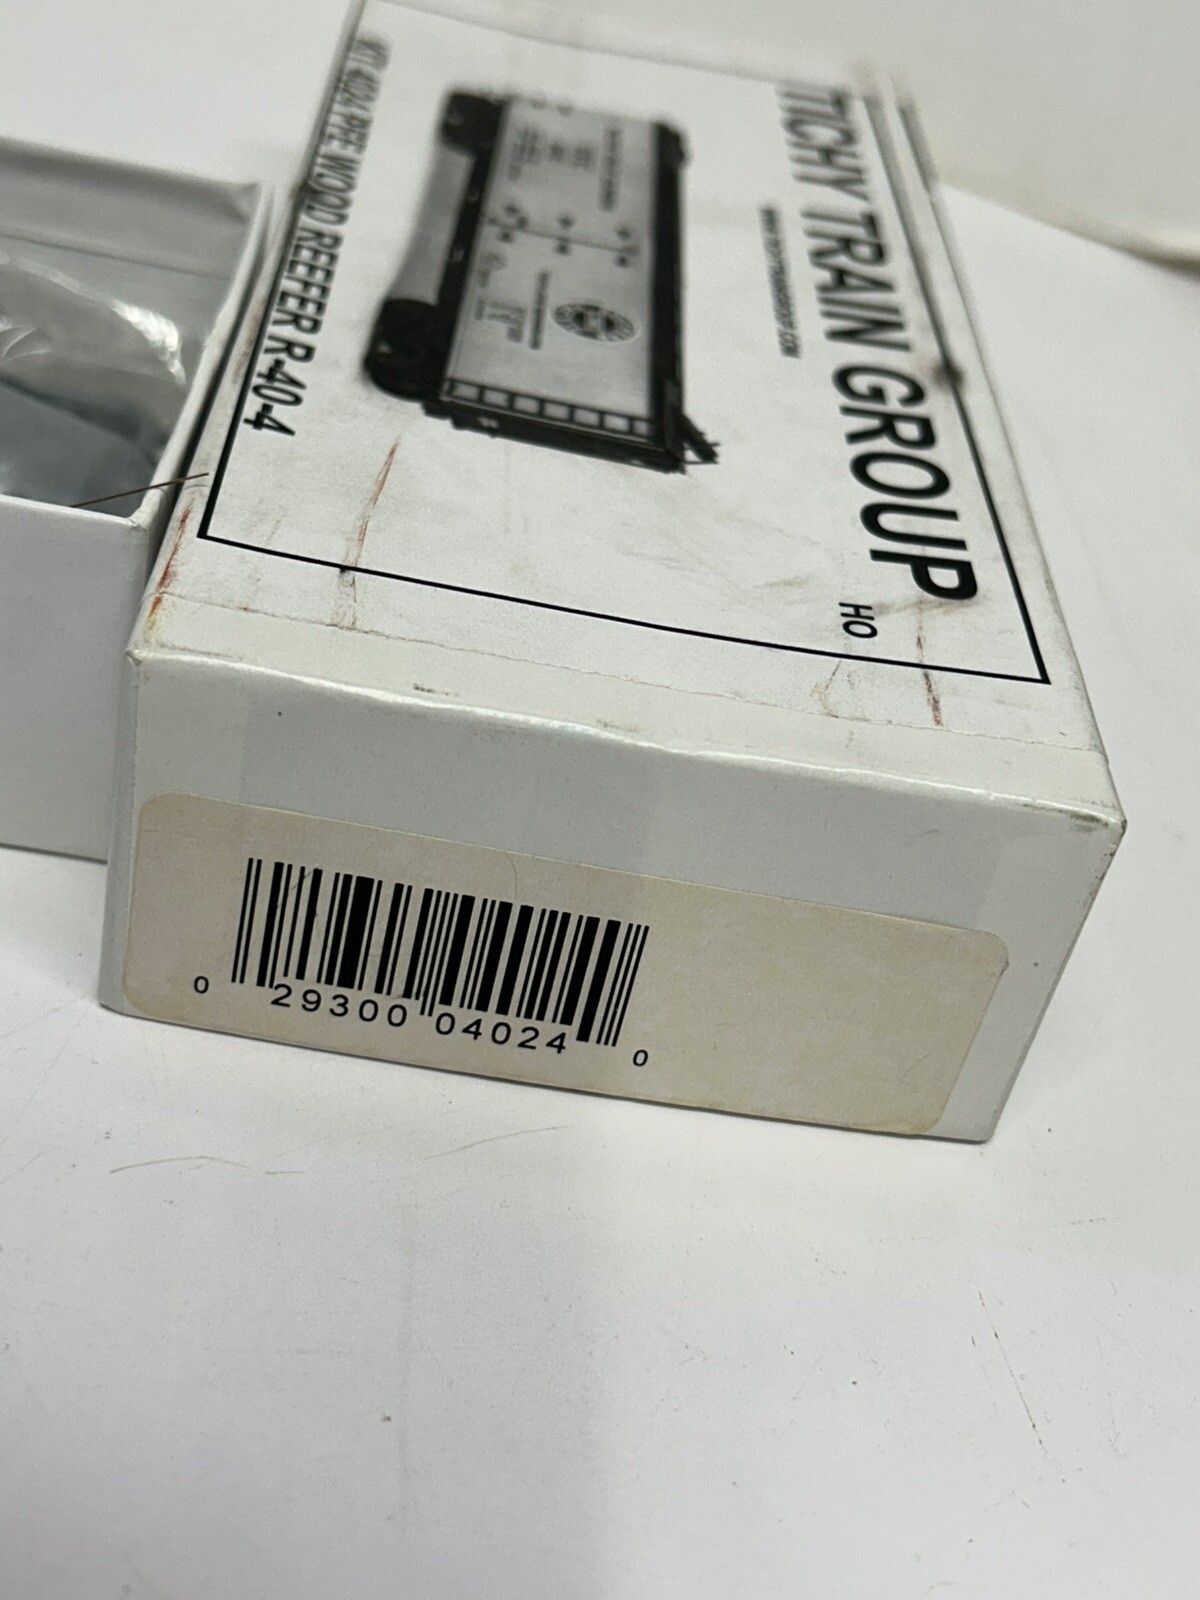 TICHY TRAIN GROUP
HO
KIT 4024 PFE WOOD REEFER R-40-4
0 29300 04024 0